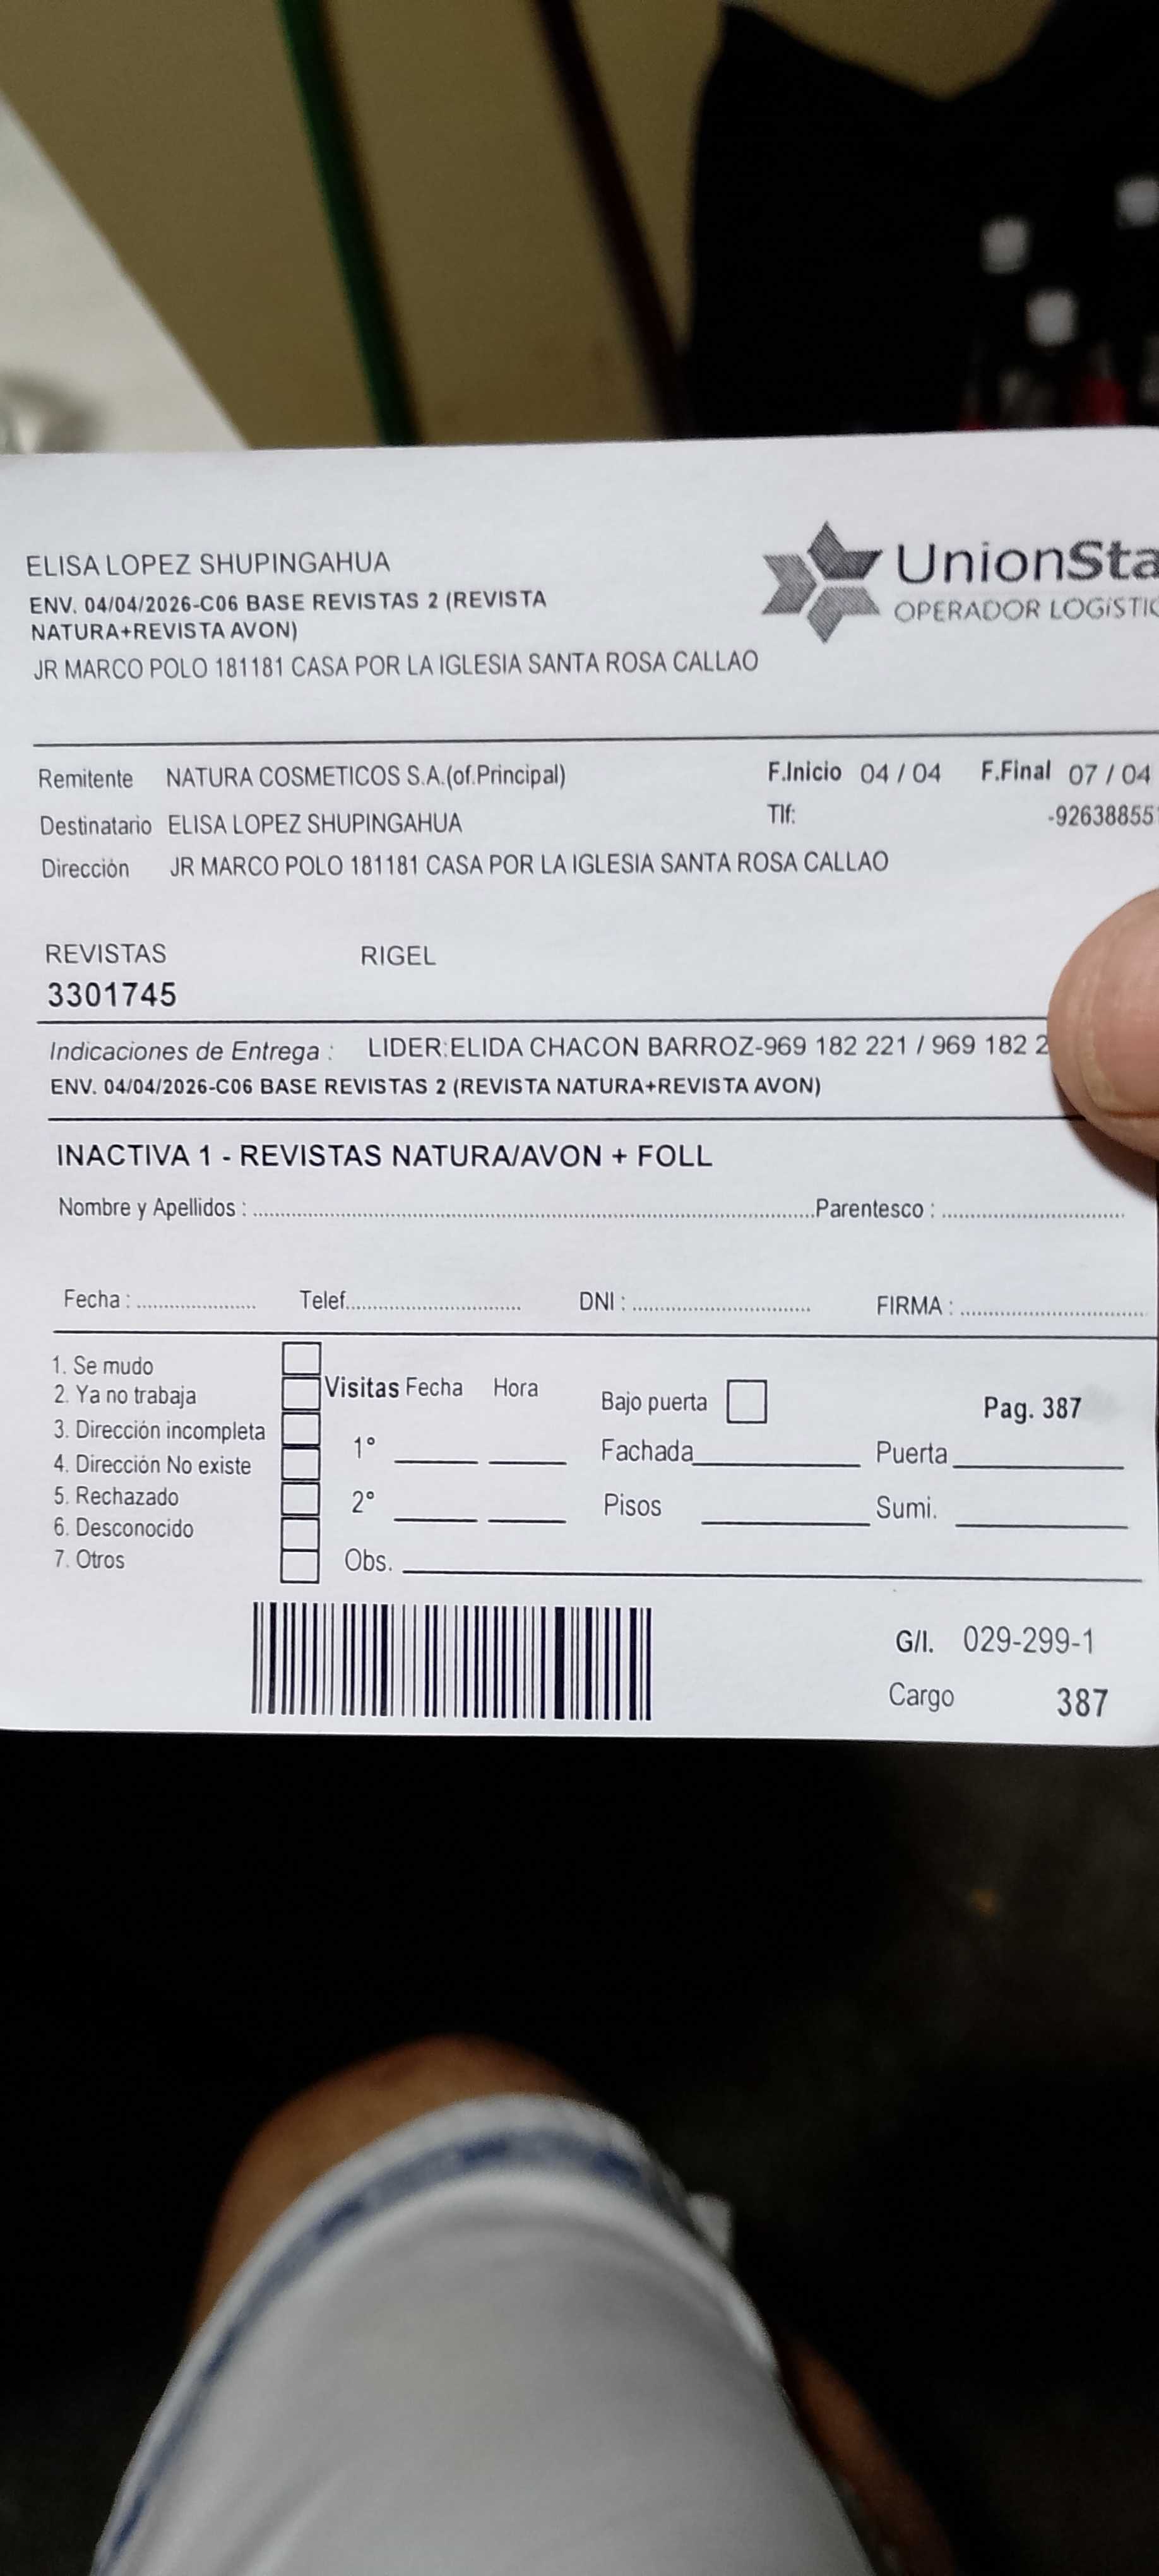 ELISA LOPEZ SHUPINGAHUA
ENV. 04/04/2026-C06 BASE REVISTAS 2 (REVISTA
NATURA+REVISTA AVON)
JR MARCO POLO 181181 CASA POR LA IGLESIA SANTA ROSA CALLAO
UnionSta
OPERADOR LOGíSTIC
Remitente NATURA COSMETICOS S.A.(of.Principal) F.Inicio 04 / 04 F.Final 07 / 04
Destinatario ELISA LOPEZ SHUPINGAHUA Tlf: -92638855
Dirección JR MARCO POLO 181181 CASA POR LA IGLESIA SANTA ROSA CALLAO
REVISTAS RIGEL
3301745
Indicaciones de Entrega : LIDER:ELIDA CHACON BARROZ-969 182 221 / 969 182 2
ENV. 04/04/2026-C06 BASE REVISTAS 2 (REVISTA NATURA+REVISTA AVON)
INACTIVA 1 - REVISTAS NATURA/AVON + FOLL
Nombre y Apellidos : Parentesco :
Fecha : Telef. DNI : FIRMA :
1. Se mudo
2. Ya no trabaja
3. Dirección incompleta
4. Dirección No existe
5. Rechazado
6. Desconocido
7. Otros
Visitas Fecha Hora
1°
2°
Obs.
Bajo puerta
Fachada
Pisos
Pag. 387
Puerta
Sumi.
G/I. 029-299-1
Cargo 387